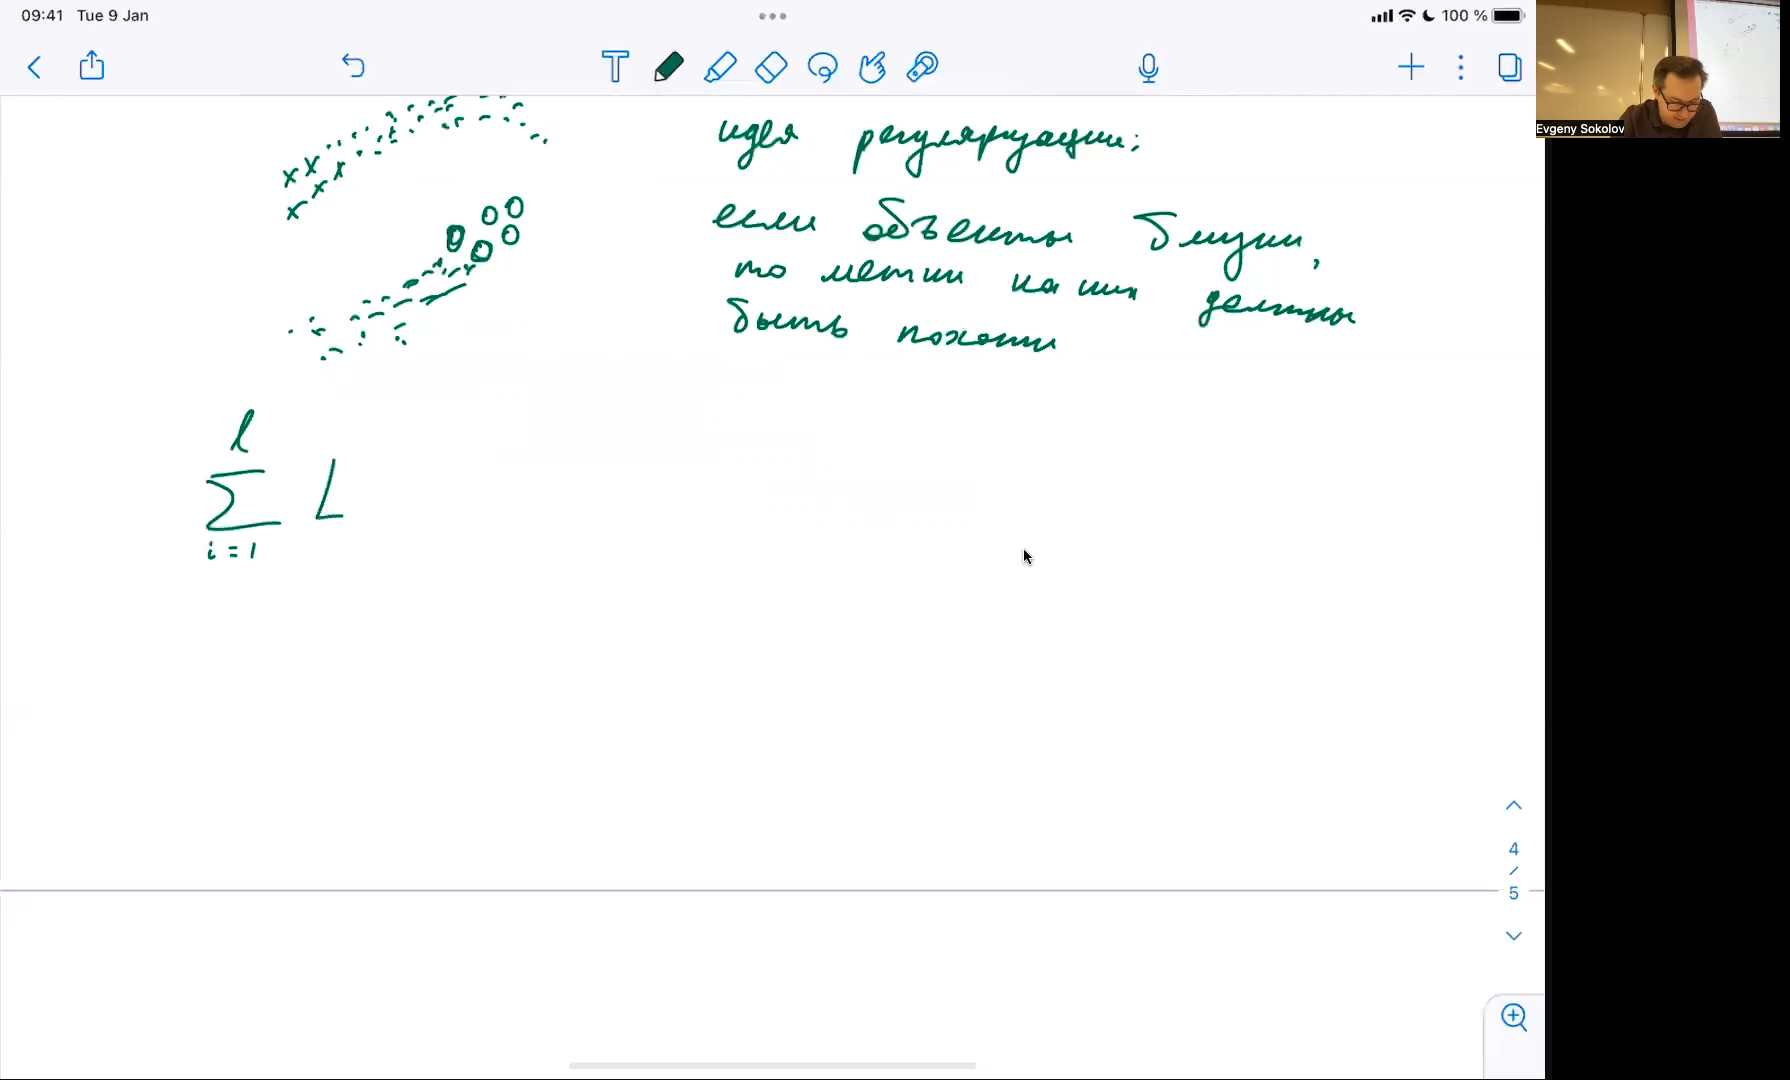 09:41 Tue 9 Jan
100 %
Evgeny Sokolov
идея регуляризации:
если объекты близки,
то метки на них должны
быть похожи
l
∑ L
i = 1
4
/
5